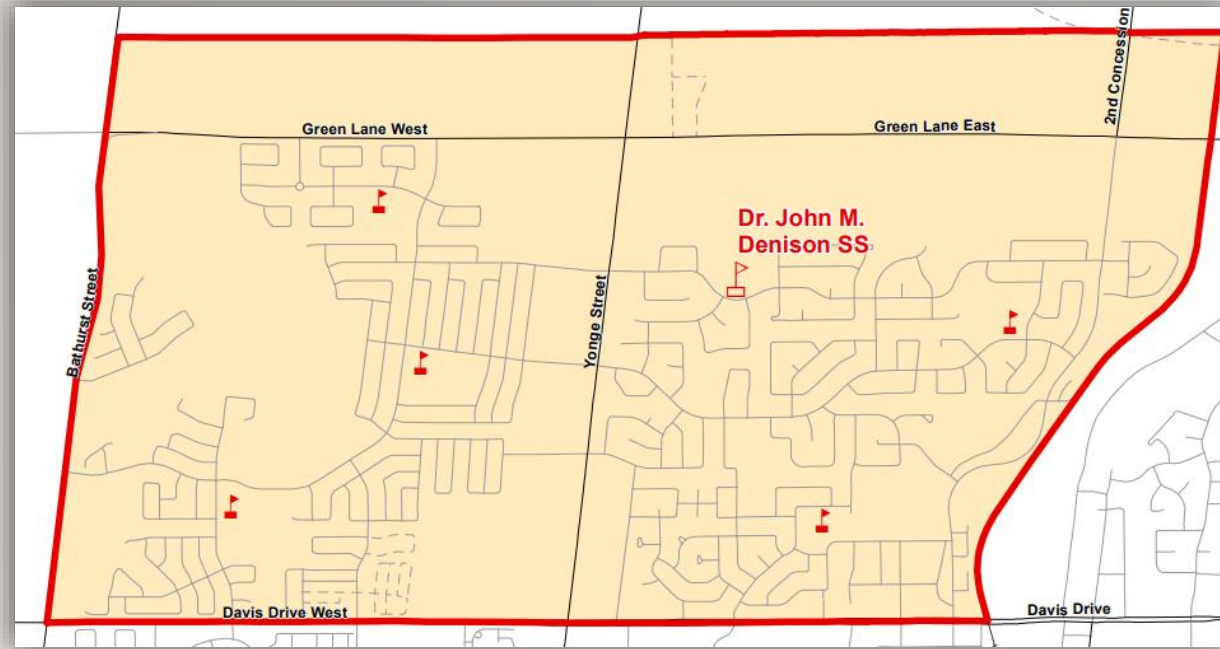 2nd Concession
Green Lane West
Green Lane East
Dr. John M.
Denison SS
Bathurst Street
Yonge Street
Davis Drive West
Davis Drive